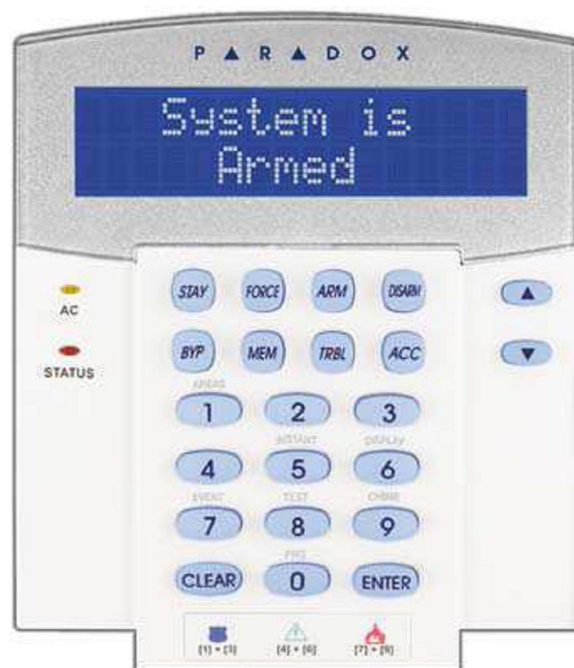 PARADOX
System is
Armed
AC
STATUS
STAY FORCE ARM DISARM
BYP MEM TRBL ACC
AREAS
1 2 3
INSTANT DISPLAY
4 5 6
EVENT TEST CHIME
7 8 9
PRG
CLEAR 0 ENTER
[1] + [3] [4] + [6] [7] + [9]